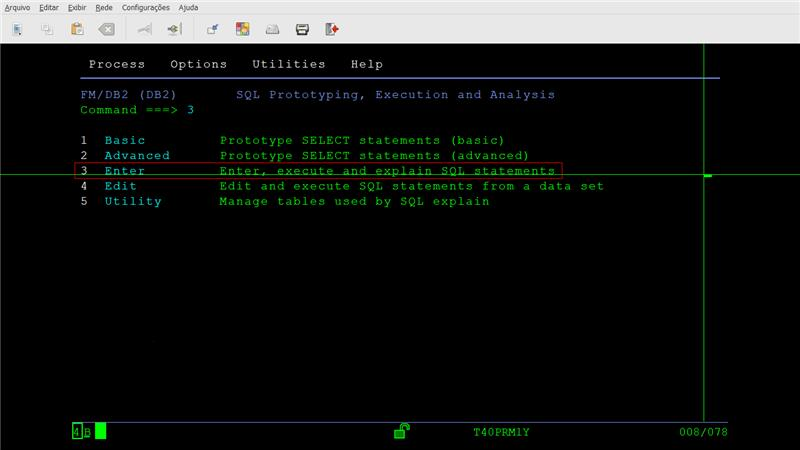 Arquivo Editar Exibir Rede Configurações Ajuda
Process Options Utilities Help
FM/DB2 (DB2) SQL Prototyping, Execution and Analysis
Command ===> 3
1 Basic Prototype SELECT statements (basic)
2 Advanced Prototype SELECT statements (advanced)
3 Enter Enter, execute and explain SQL statements
4 Edit Edit and execute SQL statements from a data set
5 Utility Manage tables used by SQL explain
4 B T40PRM1Y 008/078